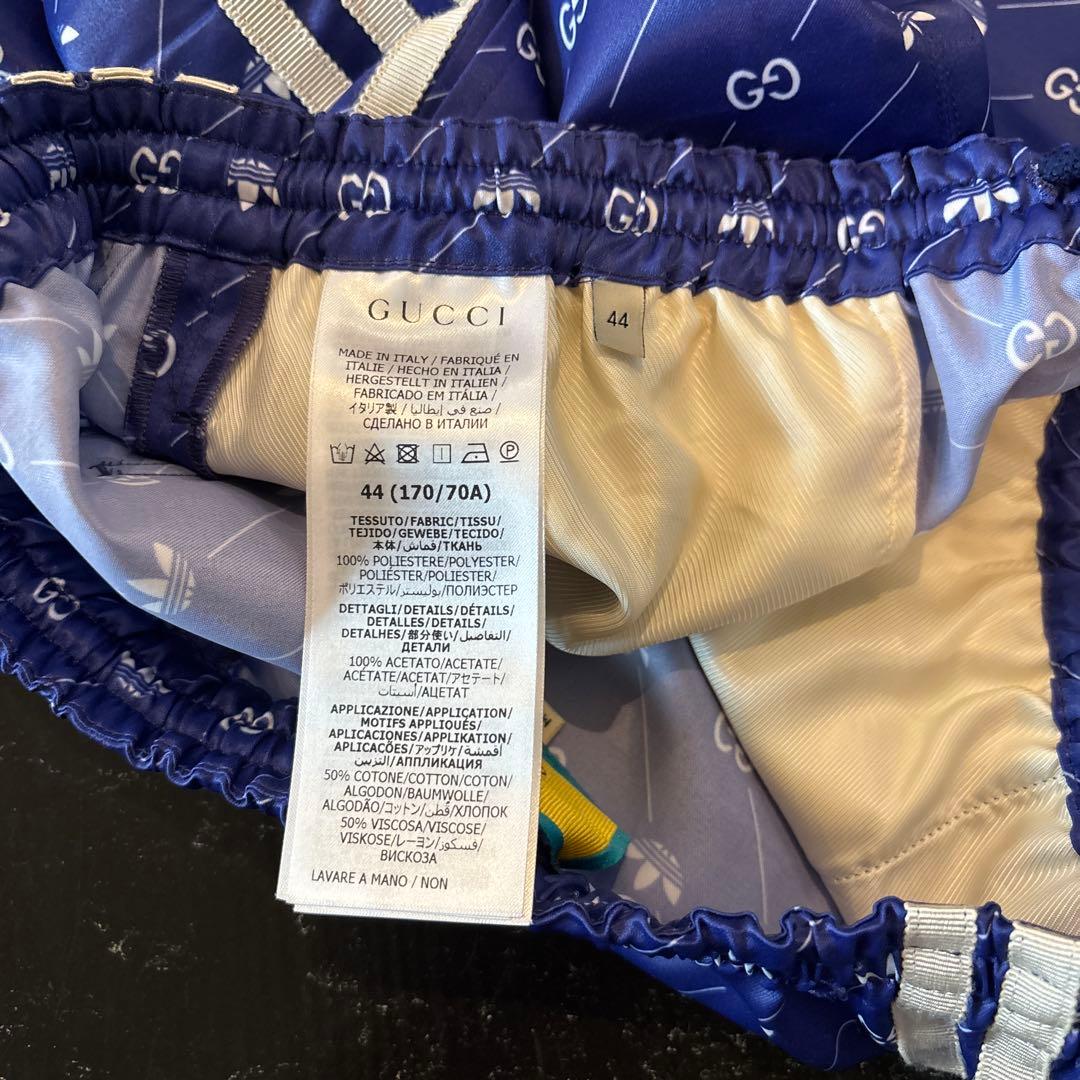 GUCCI
MADE IN ITALY / FABRIQUÉ EN
ITALIE / HECHO EN ITALIA /
HERGESTELLT IN ITALIEN /
FABRICADO EM ITÁLIA /
イタリア製 / صنع في إيطاليا /
СДЕЛАНО В ИТАЛИИ
44 (170/70A)
TESSUTO/FABRIC/TISSU/
TEJIDO/GEWEBE/TECIDO/
本体/قماش/ТКАНЬ
100% POLIESTERE/POLYESTER/
POLIÉSTER/POLIESTER/
ポリエステル/بوليستر/ПОЛИЭСТЕР
DETTAGLI/DETAILS/DÉTAILS/
DETALLES/DETAILS/
DETALHES/部分使い/التفاصيل/
ДЕТАЛИ
100% ACETATO/ACETATE/
ACÉTATE/ACETAT/アセテート/
أسيتات/АЦЕТАТ
APPLICAZIONE/APPLICATION/
MOTIFS APPLIQUÉS/
APLICACIONES/APPLIKATION/
APLICAÇÕES/アップリケ/أقمشة
التزيين/АППЛИКАЦИЯ
50% COTONE/COTTON/COTON/
ALGODON/BAUMWOLLE/
ALGODÃO/コットン/قطن/ХЛОПОК
50% VISCOSA/VISCOSE/
VISKOSE/レーヨン/فسكوز/
ВИСКОЗА
LAVARE A MANO / NON
44